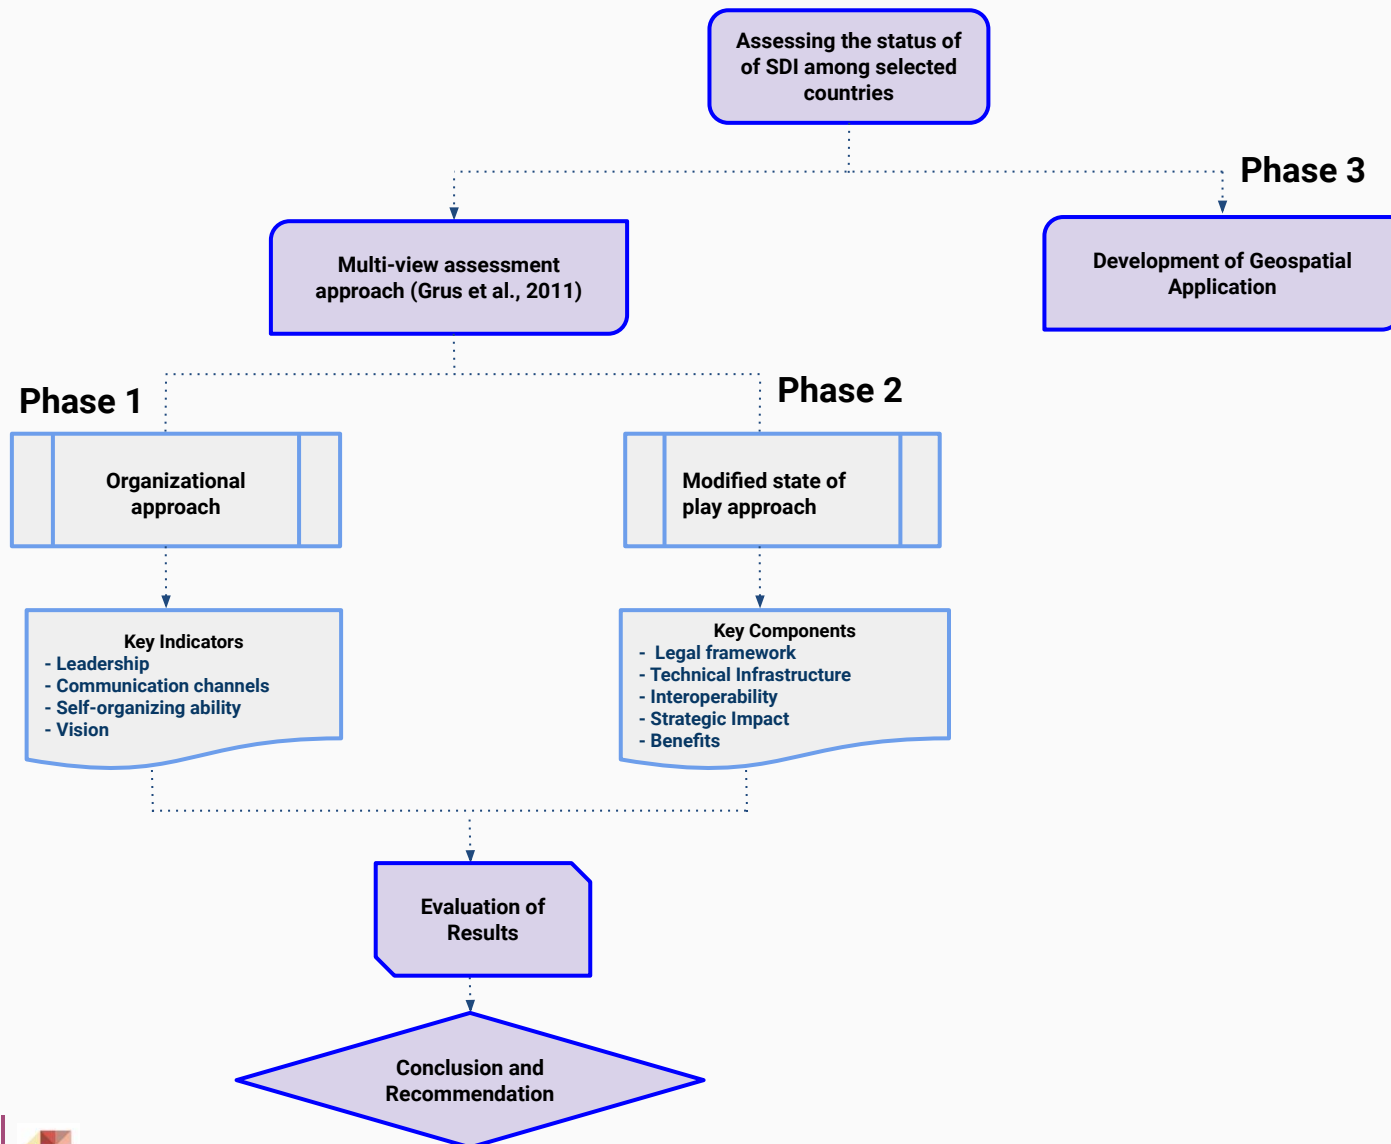 Assessing the status of
of SDI among selected
countries
Phase 3
Multi-view assessment
approach (Grus et al., 2011)
Development of Geospatial
Application
Phase 1
Phase 2
Organizational
approach
Modified state of
play approach
Key Indicators
- Leadership
- Communication channels
- Self-organizing ability
- Vision
Key Components
- Legal framework
- Technical Infrastructure
- Interoperability
- Strategic Impact
- Benefits
Evaluation of
Results
Conclusion and
Recommendation